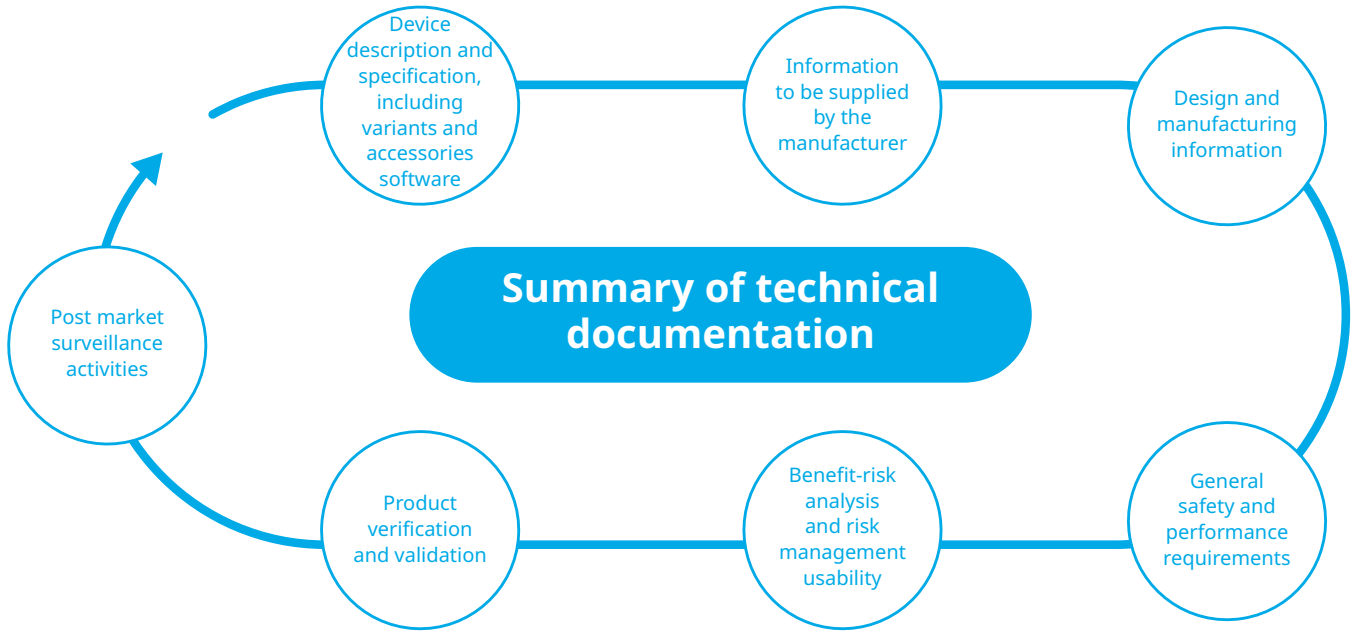 Device
description and
specification,
including
variants and
accessories
software
Information
to be supplied
by the
manufacturer
Design and
manufacturing
information
Summary of technical
documentation
Post market
surveillance
activities
Product
verification
and validation
Benefit-risk
analysis
and risk
management
usability
General
safety and
performance
requirements